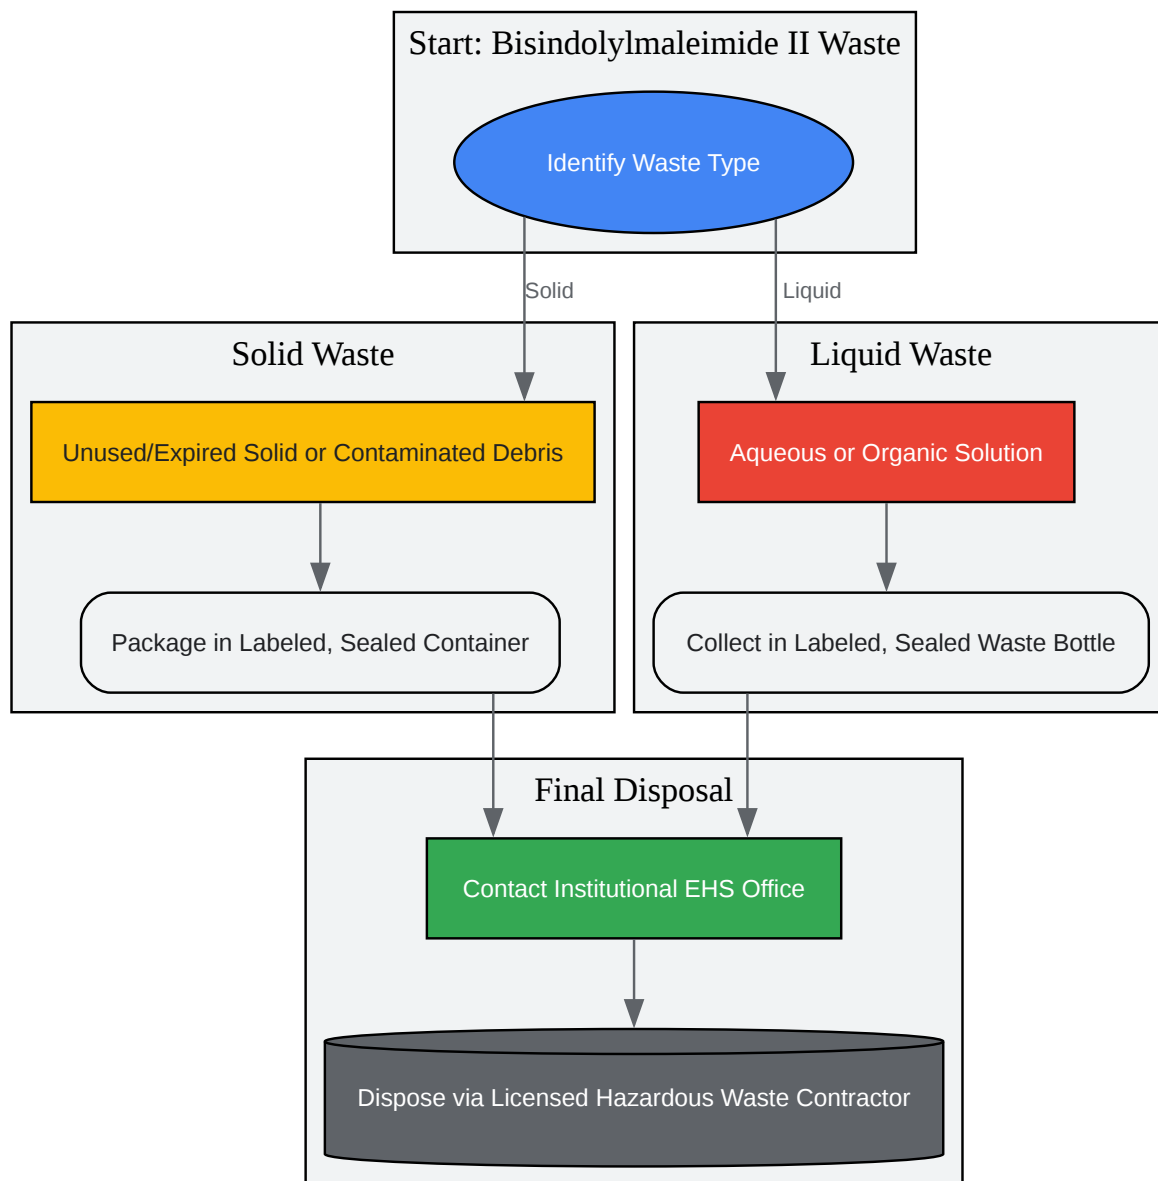 Start: Bisindolylmaleimide II Waste
Identify Waste Type
Solid
Liquid
Solid Waste
Liquid Waste
Unused/Expired Solid or Contaminated Debris
Aqueous or Organic Solution
Package in Labeled, Sealed Container
Collect in Labeled, Sealed Waste Bottle
Final Disposal
Contact Institutional EHS Office
Dispose via Licensed Hazardous Waste Contractor